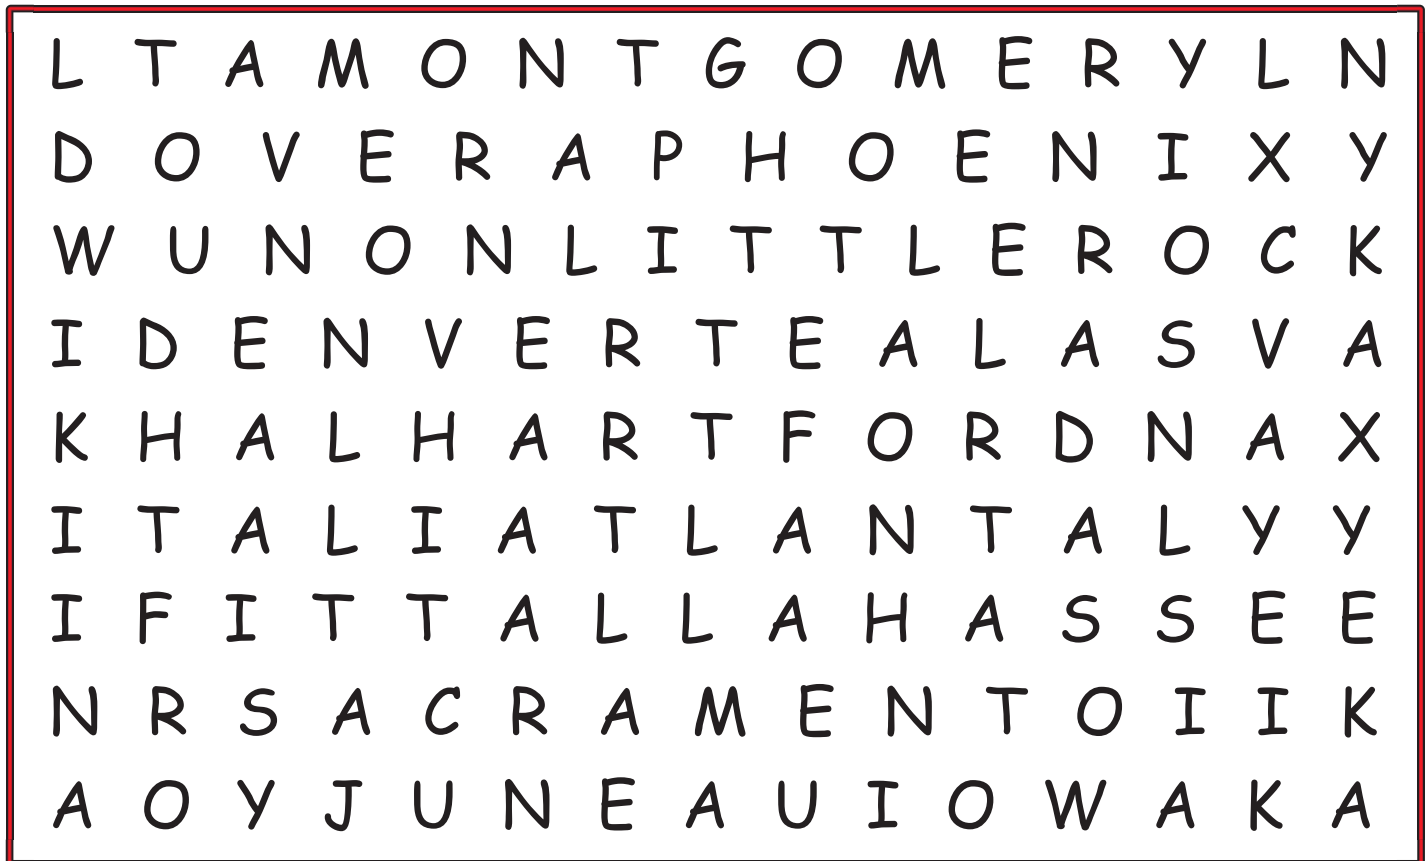 L T A M O N T G O M E R Y L N
D O V E R A P H O E N I X Y
W U N O N L I T T L E R O C K
I D E N V E R T E A L A S V A
K H A L H A R T F O R D N A X
I T A L I A T L A N T A L Y Y
I F I T T A L L A H A S S E E
N R S A C R A M E N T O I I K
A O Y J U N E A U I O W A K A